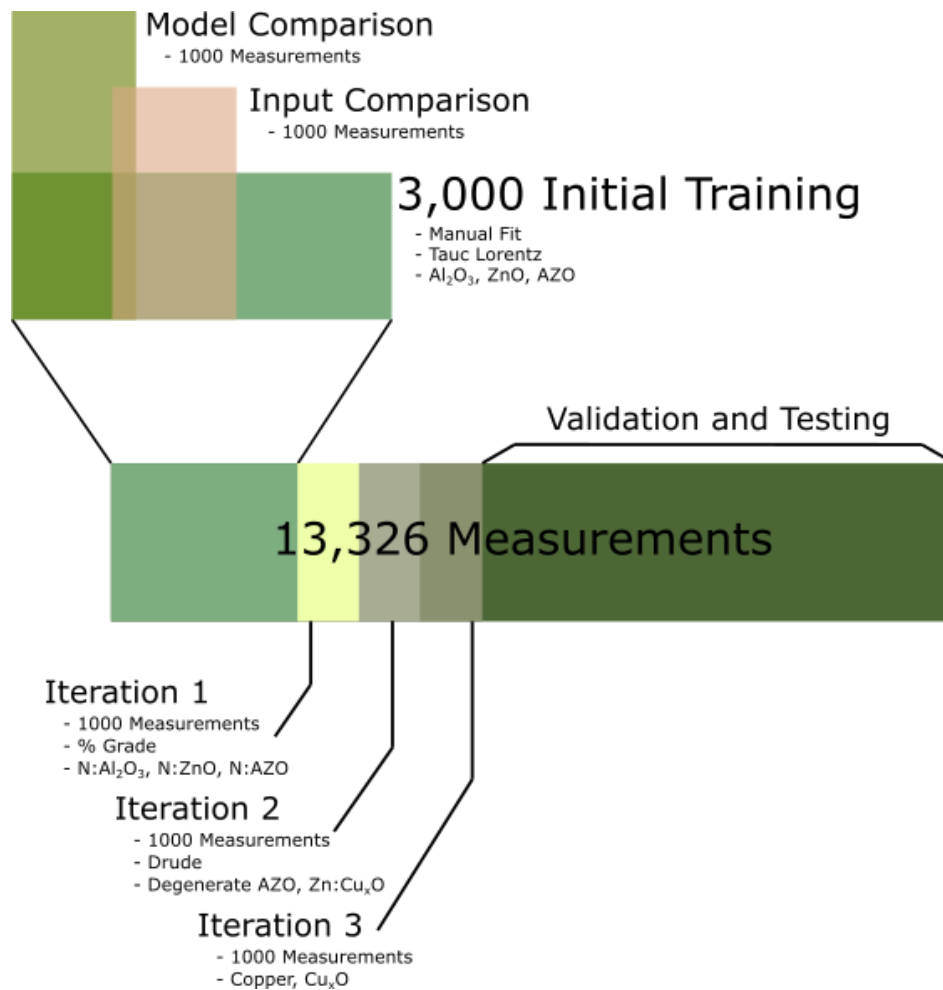 Model Comparison
- 1000 Measurements
Input Comparison
- 1000 Measurements
3,000 Initial Training
- Manual Fit
- Tauc Lorentz
- Al₂O₃, ZnO, AZO
Validation and Testing
13,326 Measurements
Iteration 1
- 1000 Measurements
- % Grade
- N:Al₂O₃, N:ZnO, N:AZO
Iteration 2
- 1000 Measurements
- Drude
- Degenerate AZO, Zn:CuₓO
Iteration 3
- 1000 Measurements
- Copper, CuₓO